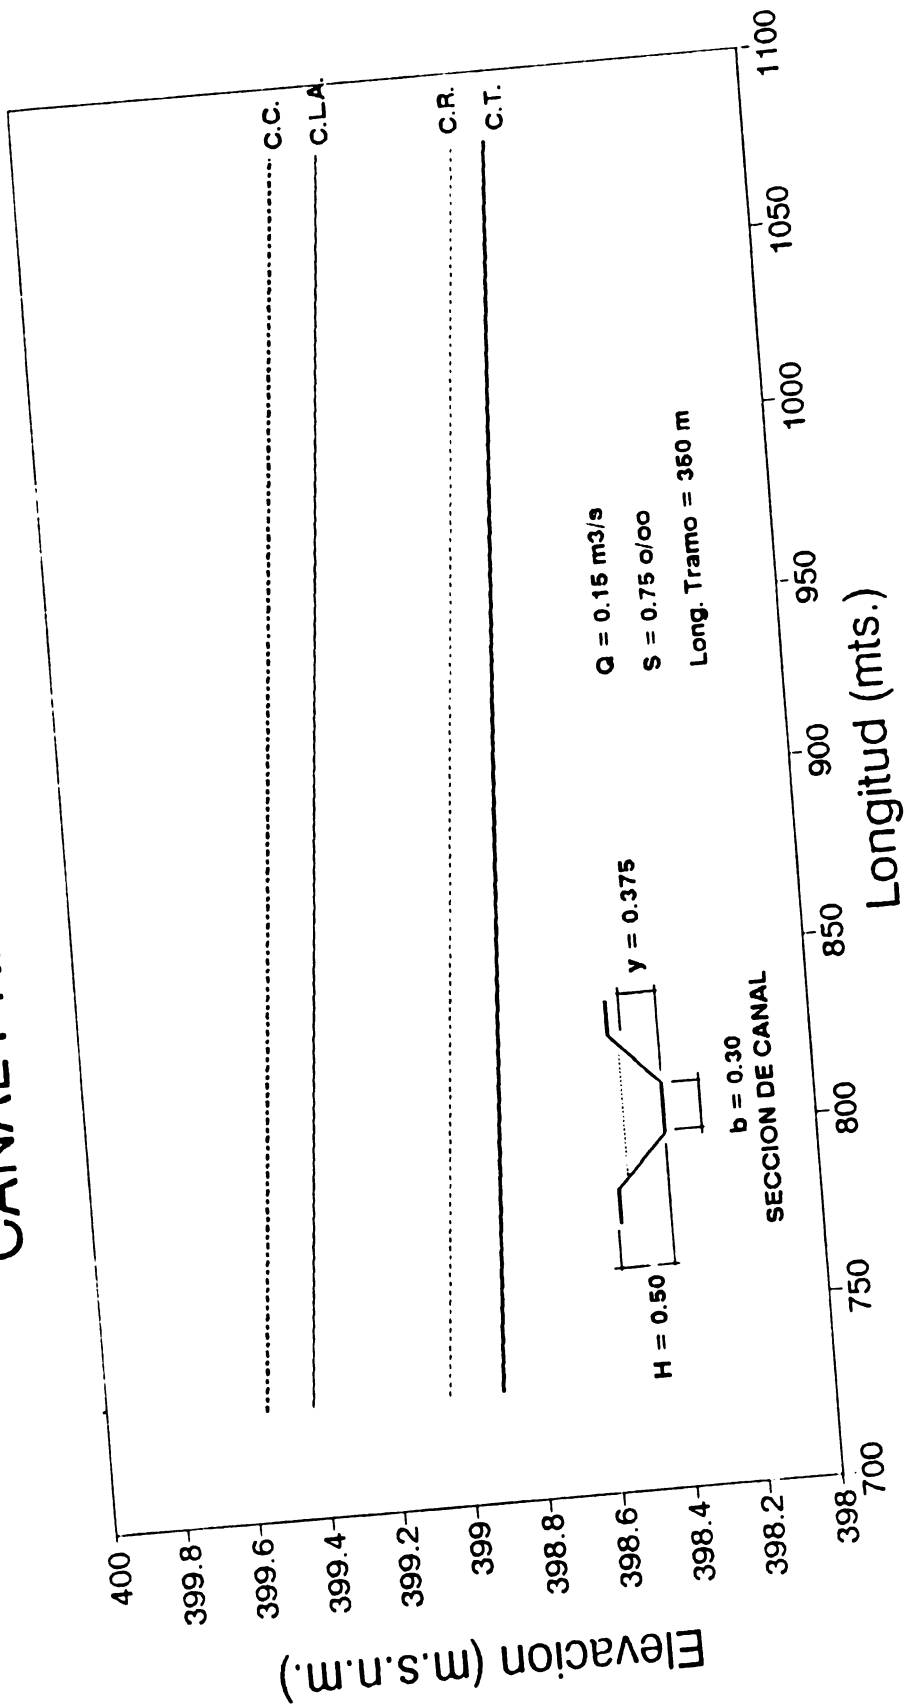 CANAL
400
399.8
399.6
399.4
399.2
399
398.8
398.6
398.4
398.2
398
Elevacion (m.s.n.m.)
C.C.
C.L.A.
C.R.
C.T.
Q = 0.15 m3/s
S = 0.75 o/oo
Long. Tramo = 350 m
H = 0.50
y = 0.375
b = 0.30
SECCION DE CANAL
700
750
800
850
900
950
1000
1050
1100
Longitud (mts.)